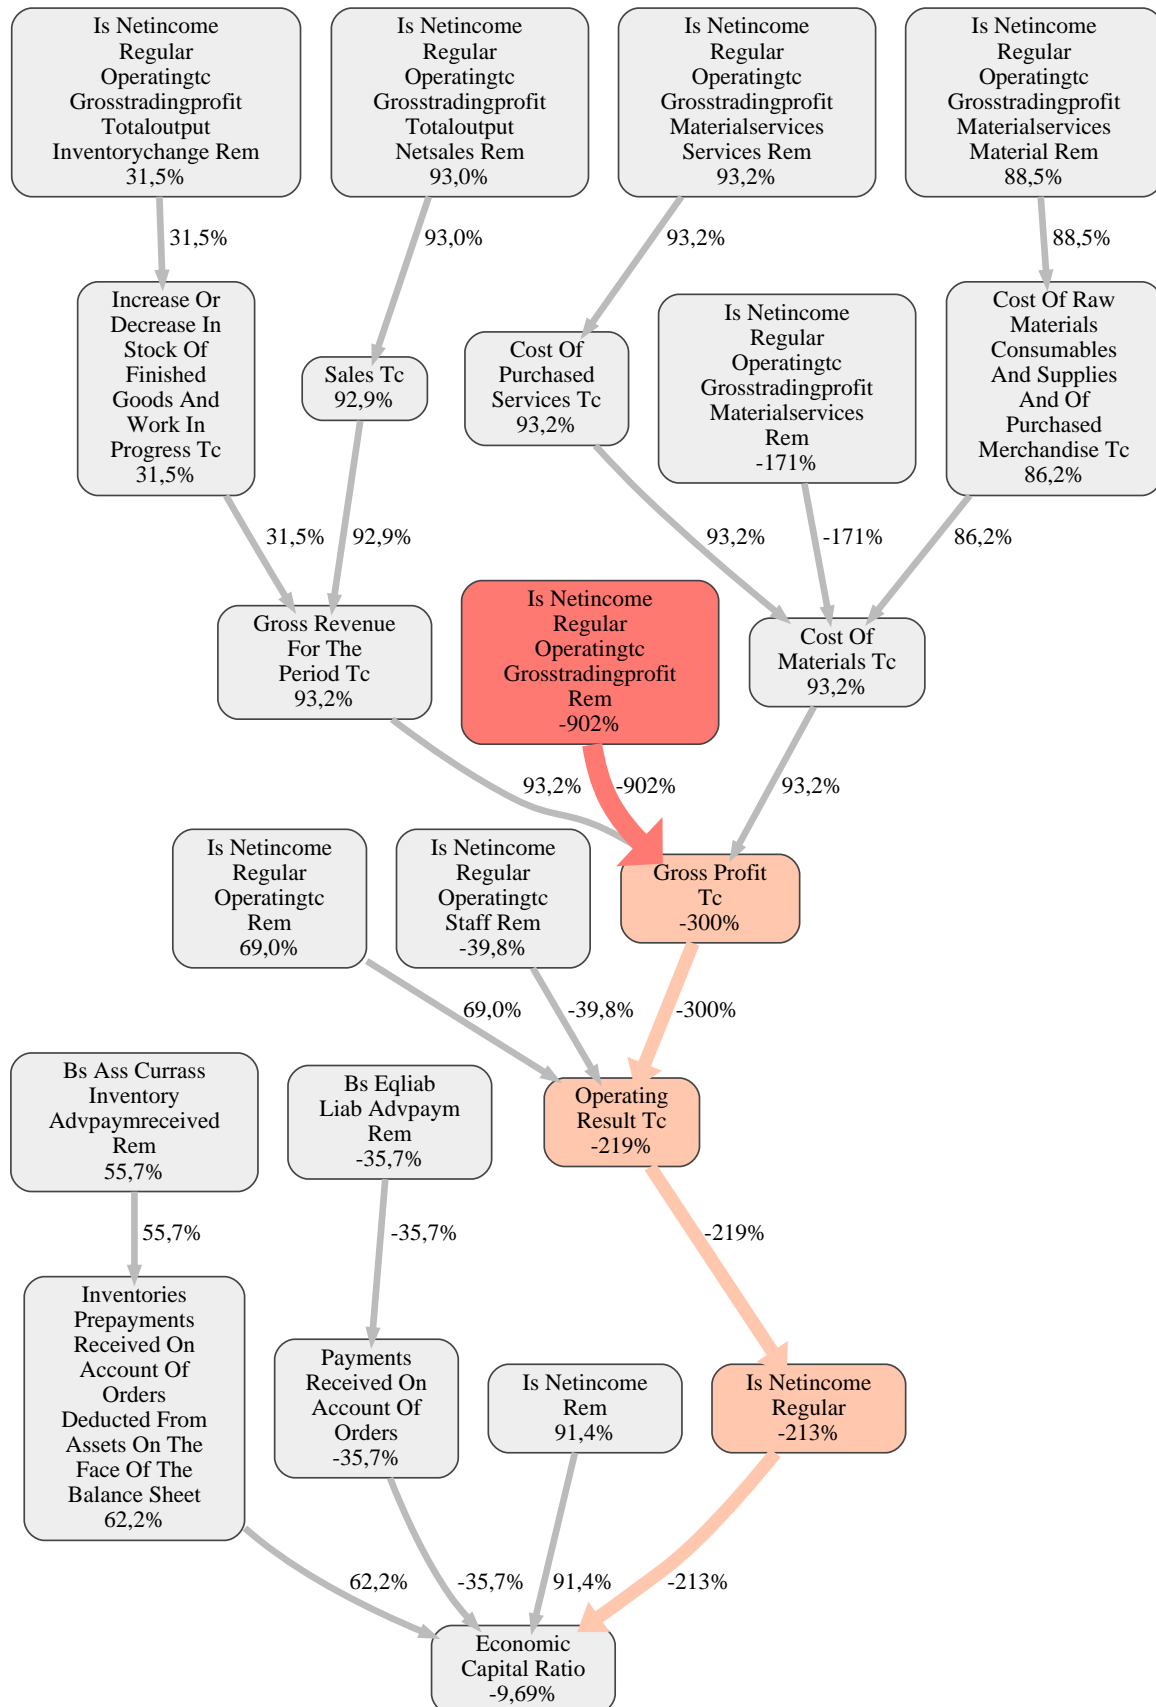 Is Netincome
Regular
Operatingtc
Grosstradingprofit
Totaloutput
Inventorychange Rem
31,5%
Is Netincome
Regular
Operatingtc
Grosstradingprofit
Totaloutput
Netsales Rem
93,0%
Is Netincome
Regular
Operatingtc
Grosstradingprofit
Materialservices
Services Rem
93,2%
Is Netincome
Regular
Operatingtc
Grosstradingprofit
Materialservices
Material Rem
88,5%
31,5%
93,0%
93,2%
88,5%
Increase Or
Decrease In
Stock Of
Finished
Goods And
Work In
Progress Tc
31,5%
Sales Tc
92,9%
Cost Of
Purchased
Services Tc
93,2%
Is Netincome
Regular
Operatingtc
Grosstradingprofit
Materialservices
Rem
-171%
Cost Of Raw
Materials
Consumables
And Supplies
And Of
Purchased
Merchandise Tc
86,2%
31,5%
92,9%
93,2%
-171%
86,2%
Gross Revenue
For The
Period Tc
93,2%
Is Netincome
Regular
Operatingtc
Grosstradingprofit
Rem
-902%
Cost Of
Materials Tc
93,2%
93,2%
-902%
93,2%
Is Netincome
Regular
Operatingtc
Rem
69,0%
Is Netincome
Regular
Operatingtc
Staff Rem
-39,8%
Gross Profit
Tc
-300%
69,0%
-39,8%
-300%
Bs Ass Currass
Inventory
Advpaymreceived
Rem
55,7%
Bs Eqliab
Liab Advpaym
Rem
-35,7%
Operating
Result Tc
-219%
55,7%
-35,7%
-219%
Inventories
Prepayments
Received On
Account Of
Orders
Deducted From
Assets On The
Face Of The
Balance Sheet
62,2%
Payments
Received On
Account Of
Orders
-35,7%
Is Netincome
Rem
91,4%
Is Netincome
Regular
-213%
62,2%
-35,7%
91,4%
-213%
Economic
Capital Ratio
-9,69%